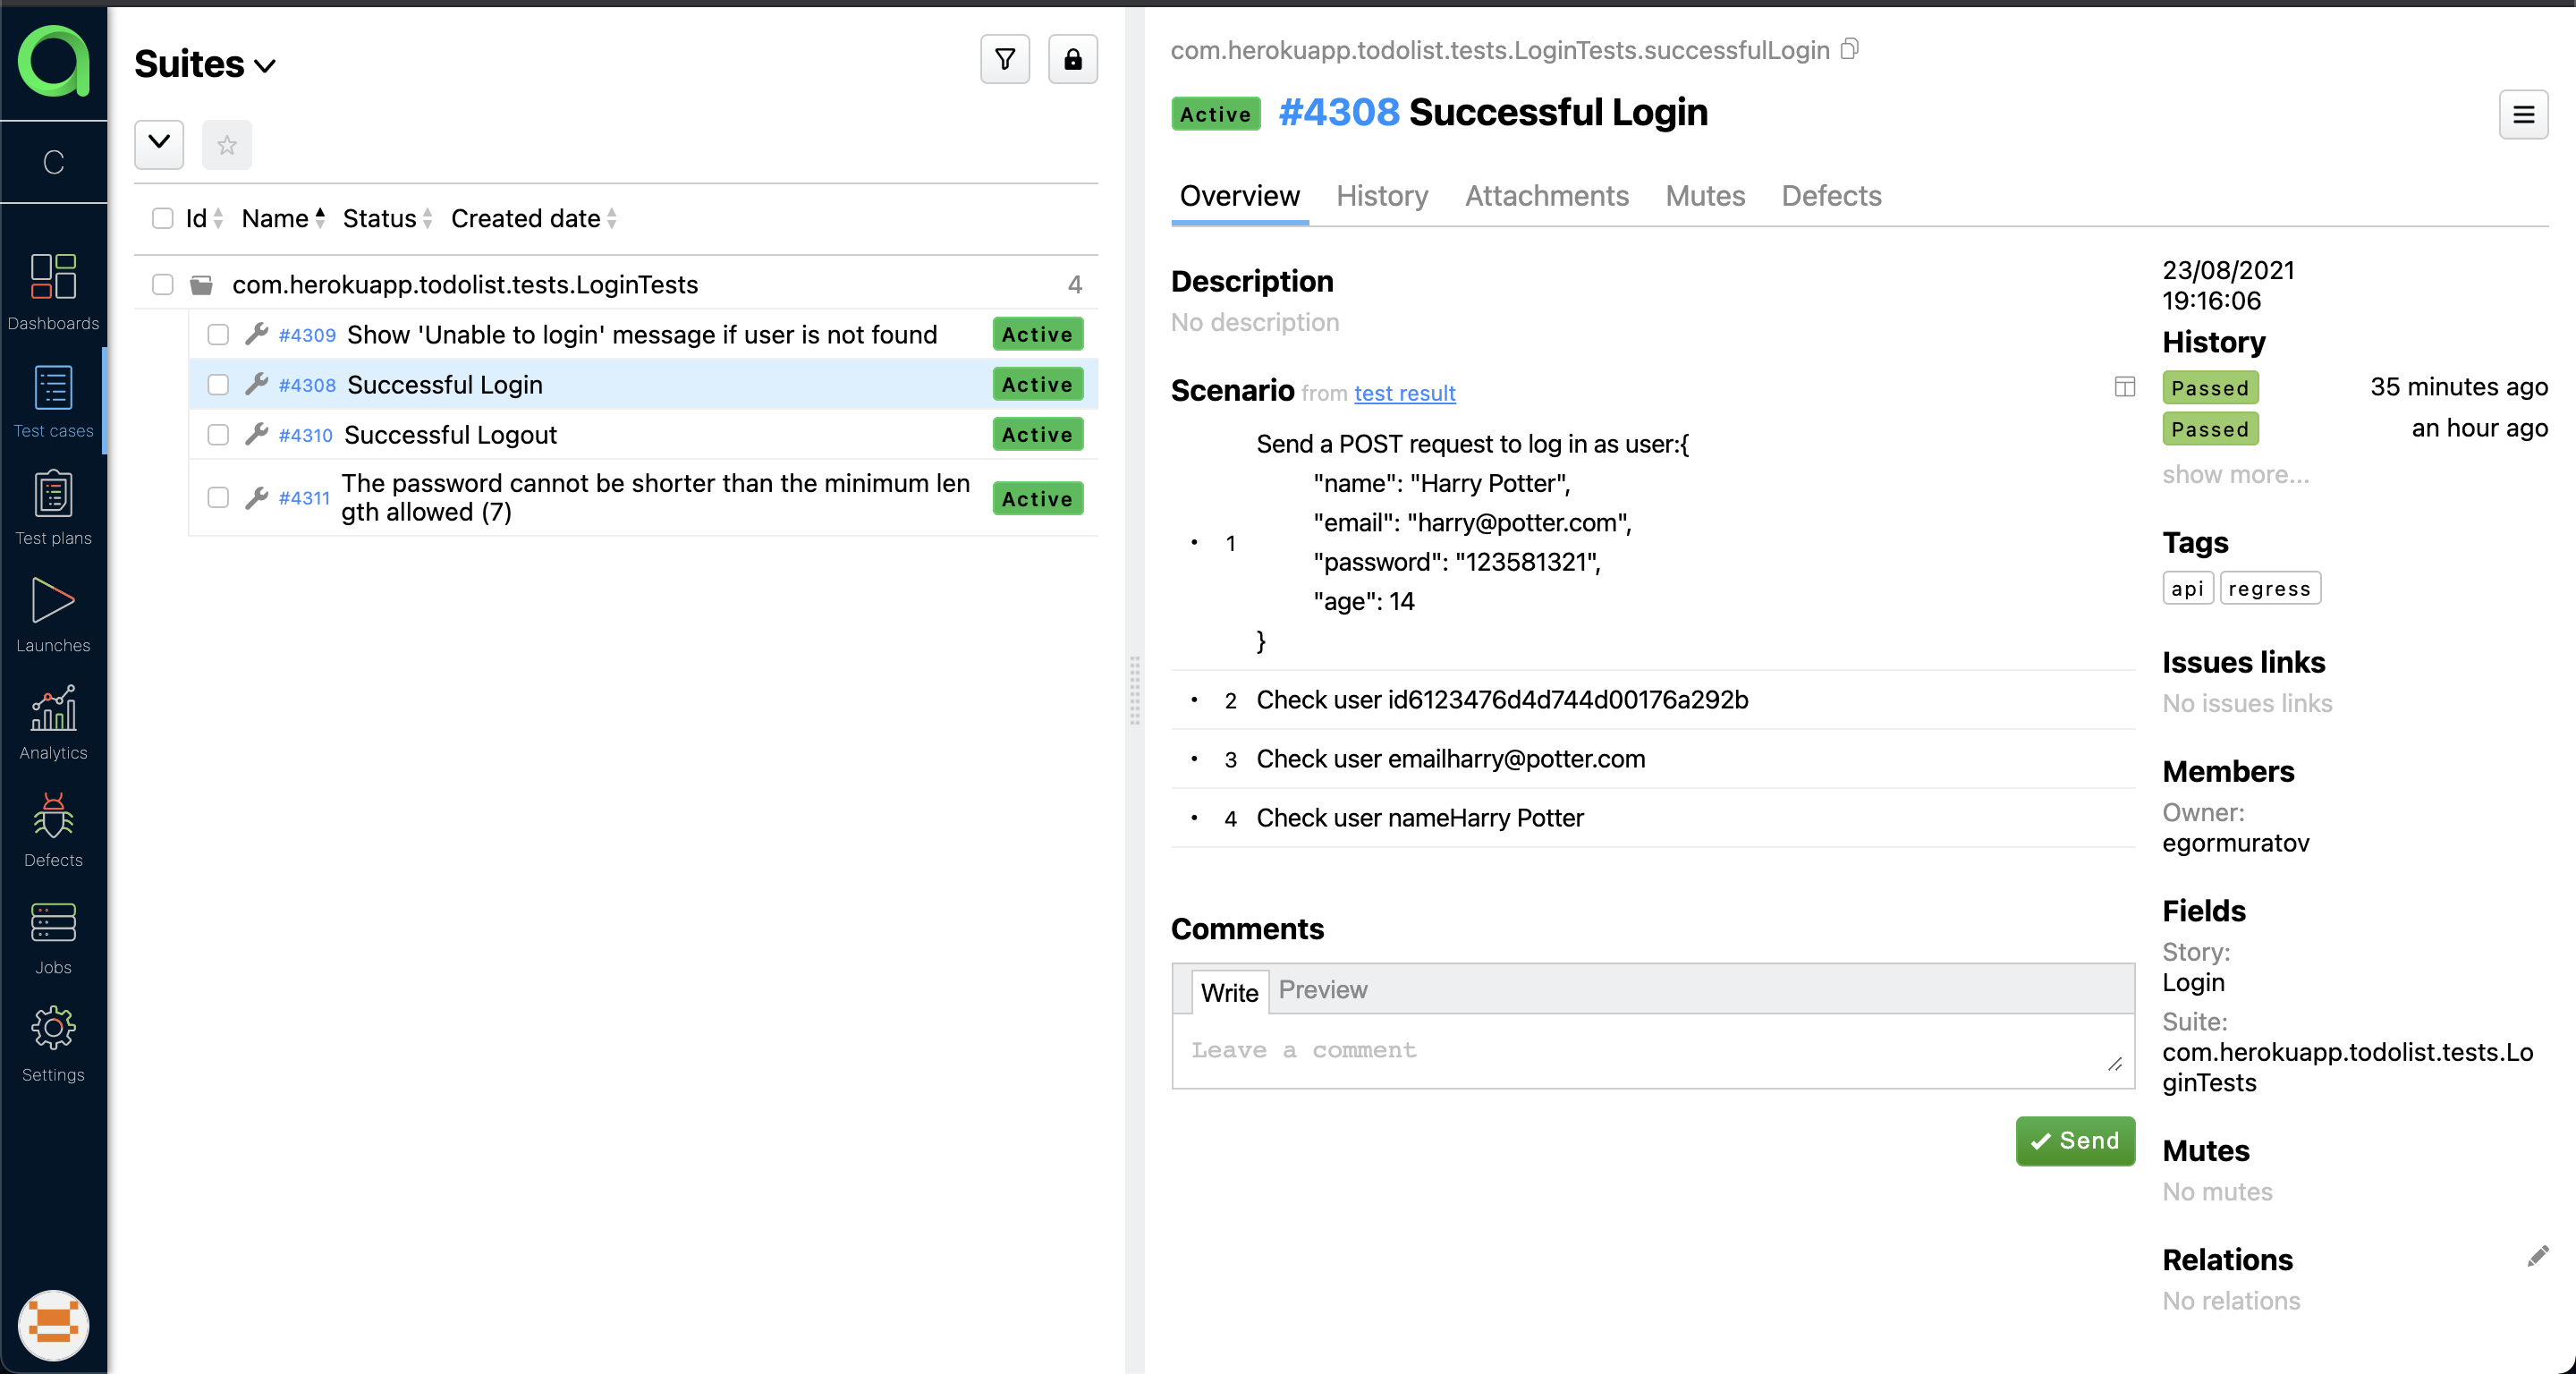 C
Dashboards
Test cases
Test plans
Launches
Analytics
Defects
Jobs
Settings
Suites
Id Name Status Created date
com.herokuapp.todolist.tests.LoginTests 4
#4309 Show 'Unable to login' message if user is not found Active
#4308 Successful Login Active
#4310 Successful Logout Active
#4311 The password cannot be shorter than the minimum len
gth allowed (7) Active
com.herokuapp.todolist.tests.LoginTests.successfulLogin
Active #4308 Successful Login
Overview History Attachments Mutes Defects
Description
No description
Scenario from test result
1 Send a POST request to log in as user:{
"name": "Harry Potter",
"email": "harry@potter.com",
"password": "123581321",
"age": 14
}
2 Check user id6123476d4d744d00176a292b
3 Check user emailharry@potter.com
4 Check user nameHarry Potter
Comments
Write Preview
Leave a comment
Send
23/08/2021
19:16:06
History
Passed 35 minutes ago
Passed an hour ago
show more...
Tags
api regress
Issues links
No issues links
Members
Owner:
egormuratov
Fields
Story:
Login
Suite:
com.herokuapp.todolist.tests.Lo
ginTests
Mutes
No mutes
Relations
No relations